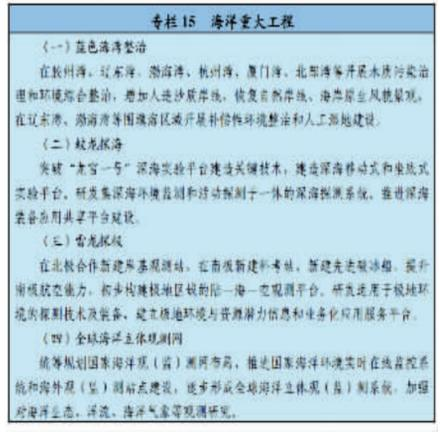 专栏 15 海洋重大工程
（一）蓝色海湾整治
在胶州湾、辽东湾、渤海湾、杭州湾、厦门湾、北部湾等开展水质污染治
理和环境综合整治，增加人造沙质岸线，恢复自然岸线、海岸原生风貌景观，
在辽东湾、渤海湾等围填海区域开展补偿性环境整治和人工湿地建设。
（二）蛟龙探海
突破“龙宫一号”深海实验平台建造关键技术，建造深海移动式和坐底式
实验平台。研发集深海环境监测和活动探测于一体的深海探测系统。推进深海
装备应用共享平台建设。
（三）雪龙探极
在北极合作新建岸基观测站，在南极新建科考站，新建先进破冰船，提升
南极航空能力，初步构建极地区域的陆—海—空观测平台。研发适用于极地环
境的探测技术及装备，建立极地环境与资源潜力信息和业务化应用服务平台。
（四）全球海洋立体观测网
统筹规划国家海洋观（监）测网布局，推进国家海洋环境实时在线监控系
统和海外观（监）测站点建设，逐步形成全球海洋立体观（监）测系统，加强
对海洋生态、洋流、海洋气象等观测研究。